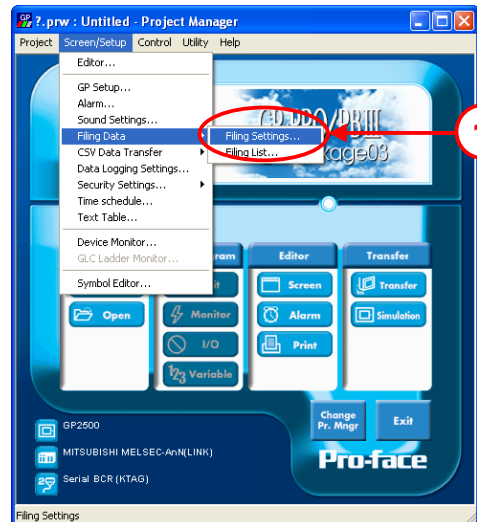 ?.prw : Untitled - Project Manager
Project Screen/Setup Control Utility Help
Editor...
GP Setup...
Alarm...
Sound Settings...
Filing Data
Filing Settings...
Filing List...
CSV Data Transfer
Data Logging Settings...
Security Settings...
Time schedule...
Text Table...
Device Monitor...
GLC Ladder Monitor...
Symbol Editor...
kage03
ram Editor Transfer
it Screen Transfer
Open Monitor Alarm Simulation
I/O Print
123 Variable
Change
Pr. Mngr
Exit
GP2500
MITSUBISHI MELSEC-AnN(LINK)
Serial BCR (KTAG)
Pro-face
Filing Settings